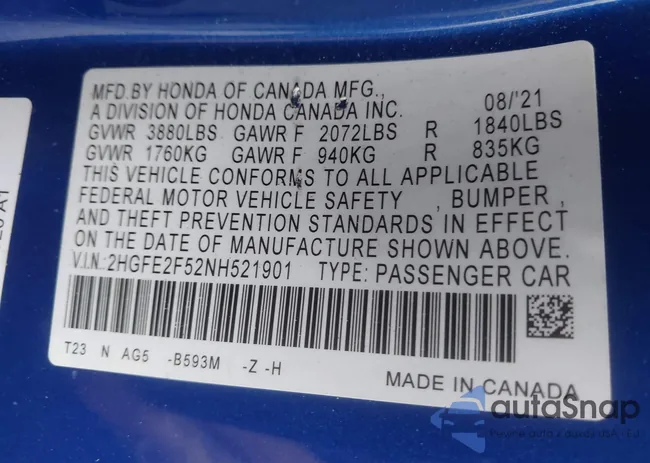 MFD.BY HONDA OF CANADA MFG.,
A DIVISION OF HONDA CANADA INC. 08/'21
GVWR 3880LBS GAWR F 2072LBS R 1840LBS
GVWR 1760KG GAWR F 940KG R 835KG
THIS VEHICLE CONFORMS TO ALL APPLICABLE
FEDERAL MOTOR VEHICLE SAFETY , BUMPER ,
AND THEFT PREVENTION STANDARDS IN EFFECT
ON THE DATE OF MANUFACTURE SHOWN ABOVE.
V.I.N.:2HGFE2F52NH521901 TYPE: PASSENGER CAR
T23 N AG5 -B593M -Z -H
MADE IN CANADA
autoSnap